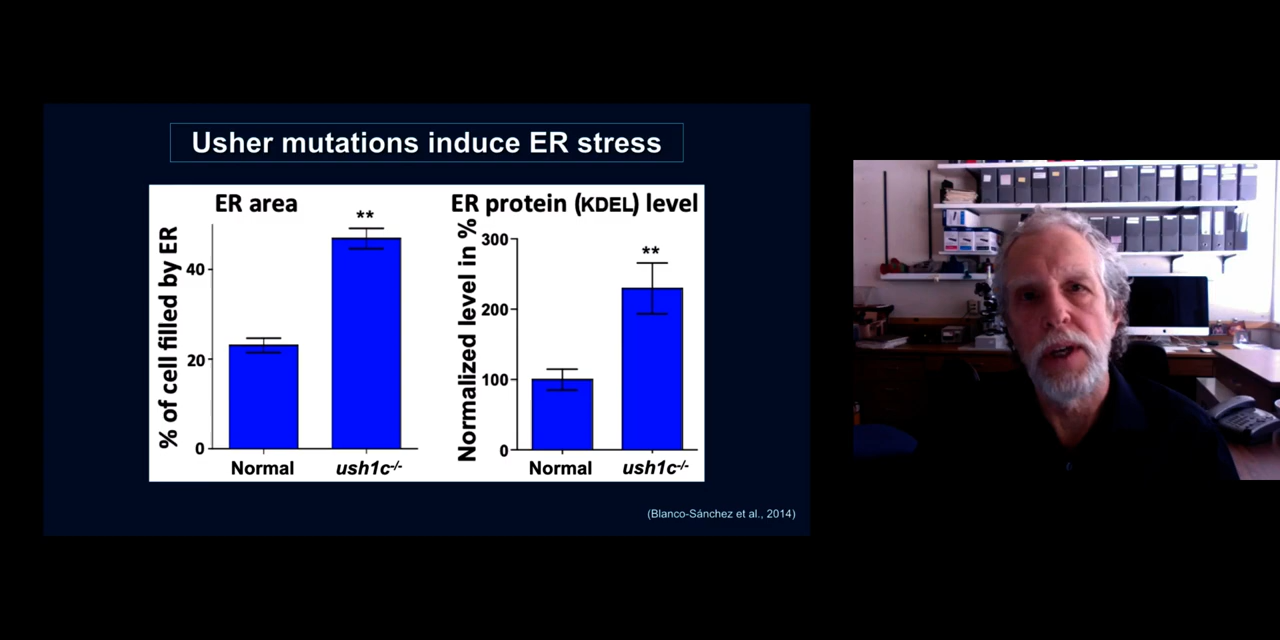 Usher mutations induce ER stress
ER area
% of cell filled by ER
40
20
0
**
Normal
ush1c-/-
ER protein (KDEL) level
Normalized level in %
300
200
100
0
**
Normal
ush1c-/-
(Blanco-Sánchez et al., 2014)